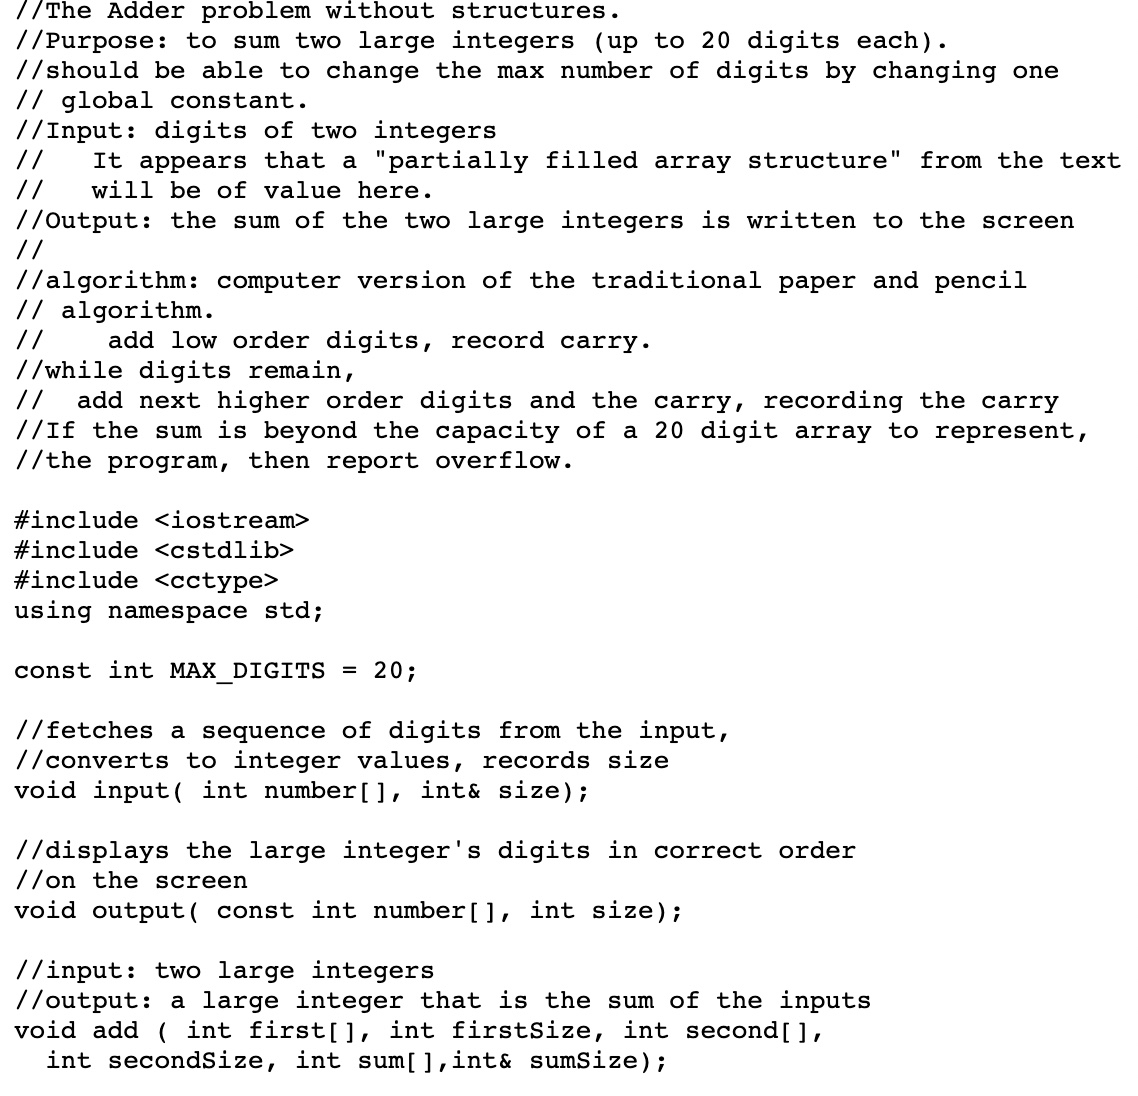 //The Adder problem without structures.
//Purpose: to sum two large integers (up to 20 digits each).
//should be able to change the max number of digits by changing one
// global constant.
//Input: digits of two integers
//   It appears that a "partially filled array structure" from the text
//   will be of value here.
//Output: the sum of the two large integers is written to the screen
//
//algorithm: computer version of the traditional paper and pencil
// algorithm.
//    add low order digits, record carry.
//while digits remain,
//  add next higher order digits and the carry, recording the carry
//If the sum is beyond the capacity of a 20 digit array to represent,
//the program, then report overflow.

#include <iostream>
#include <cstdlib>
#include <cctype>
using namespace std;

const int MAX_DIGITS = 20;

//fetches a sequence of digits from the input,
//converts to integer values, records size
void input( int number[], int& size);

//displays the large integer's digits in correct order
//on the screen
void output( const int number[], int size);

//input: two large integers
//output: a large integer that is the sum of the inputs
void add ( int first[], int firstSize, int second[],
  int secondSize, int sum[],int& sumSize);